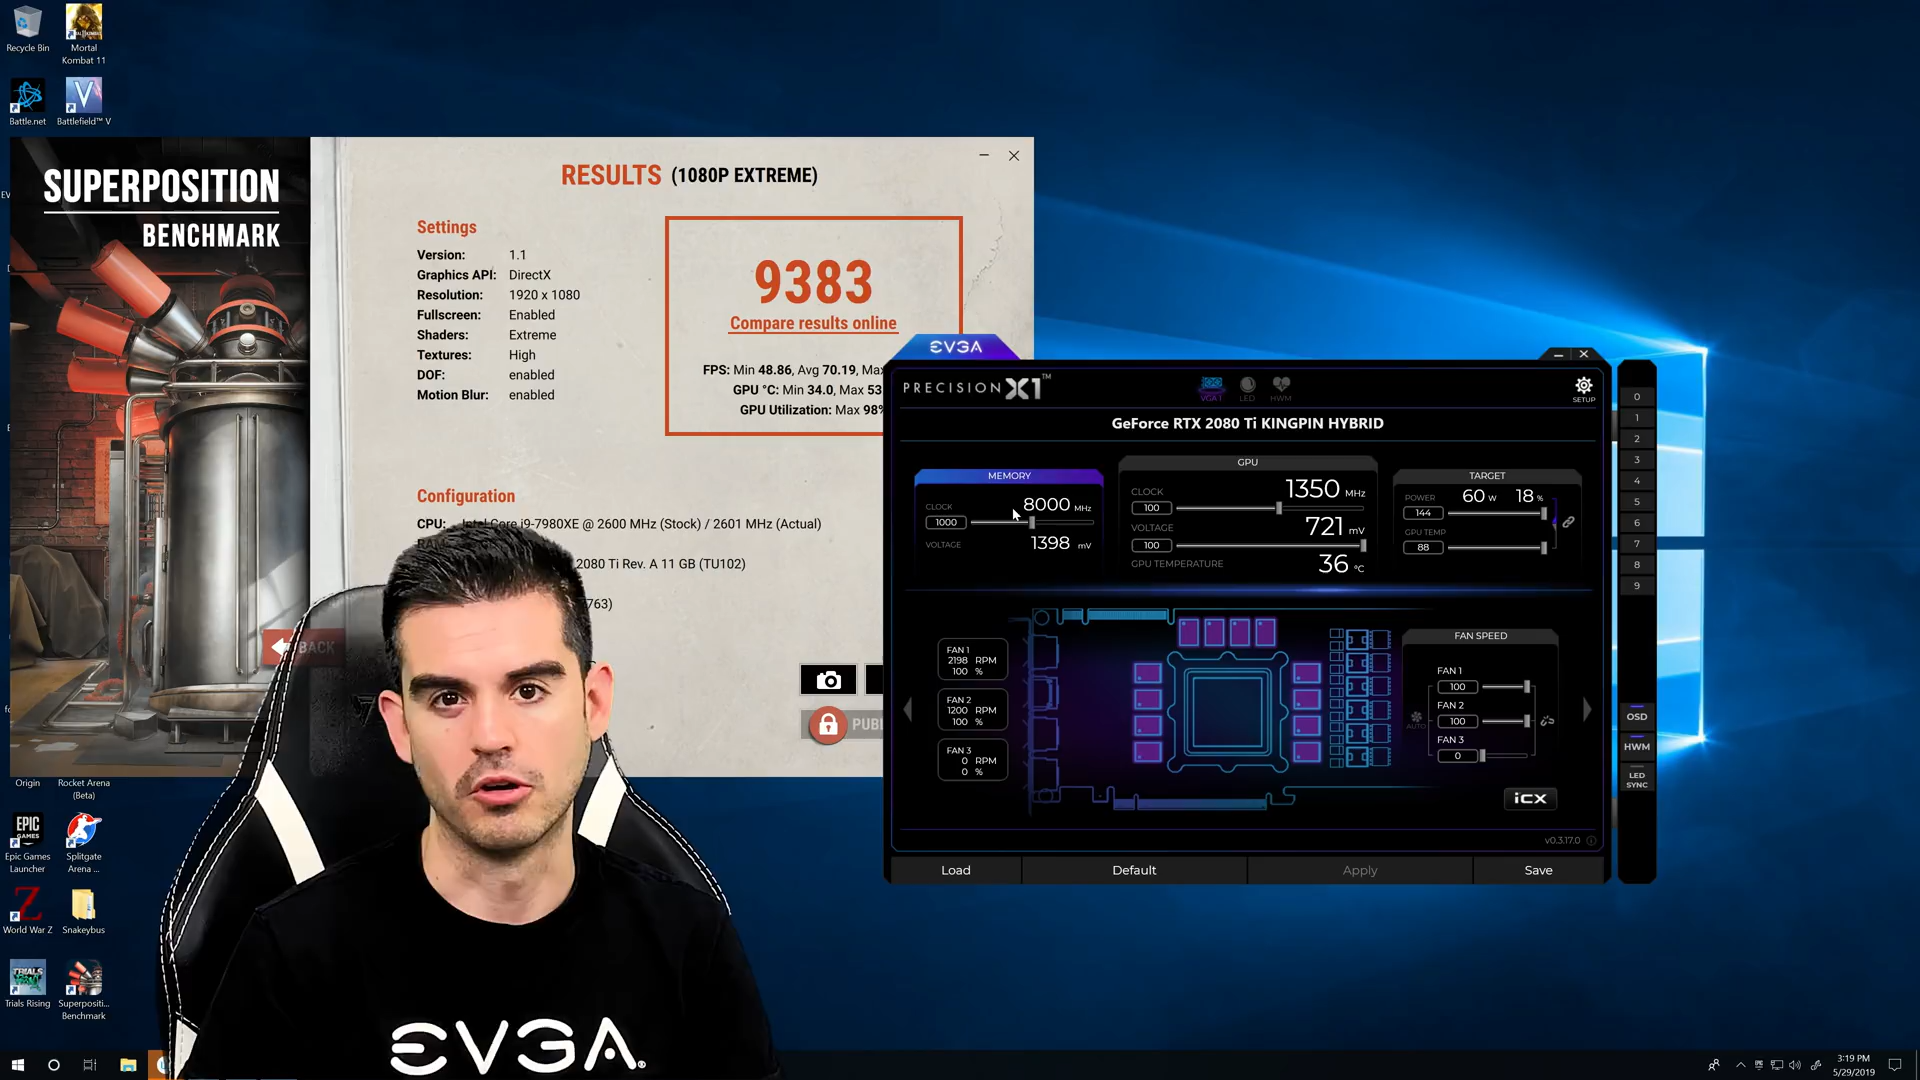 Recycle Bin
Mortal
Kombat 11
Battle.net
Battlefield™ V
SUPERPOSITION
BENCHMARK
RESULTS (1080P EXTREME)
Settings
Version: 1.1
Graphics API: DirectX
Resolution: 1920 x 1080
Fullscreen: Enabled
Shaders: Extreme
Textures: High
DOF: enabled
Motion Blur: enabled
9383
Compare results online
FPS: Min 48.86, Avg 70.19, Max
GPU °C: Min 34.0, Max 53
GPU Utilization: Max 98%
Configuration
CPU: Intel Core i9-7980XE @ 2600 MHz (Stock) / 2601 MHz (Actual)
2080 Ti Rev. A 11 GB (TU102)
7763)
BACK
PUBL
EVGA
PRECISION X1™
VGA 1
LED
HWM
SETUP
GeForce RTX 2080 Ti KINGPIN HYBRID
MEMORY
CLOCK
8000 MHz
1000
VOLTAGE
1398 mV
GPU
CLOCK
1350 MHz
100
VOLTAGE
721 mV
100
GPU TEMPERATURE
36 °C
TARGET
POWER
60 W 18 %
144
GPU TEMP
88
FAN 1
2198 RPM
100 %
FAN 2
1200 RPM
100 %
FAN 3
0 RPM
0 %
FAN SPEED
FAN 1
100
FAN 2
100
AUTO
FAN 3
0
iCX
v0.3.17.0
Load
Default
Apply
Save
0
1
2
3
4
5
6
7
8
9
OSD
HWM
LED
SYNC
Origin
Rocket Arena
(Beta)
EPIC
GAMES
Epic Games
Launcher
Splitgate
Arena ...
World War Z
Snakeybus
TRIALS
Trials Rising
Superpositi...
Benchmark
EVGA
3:19 PM
5/29/2019